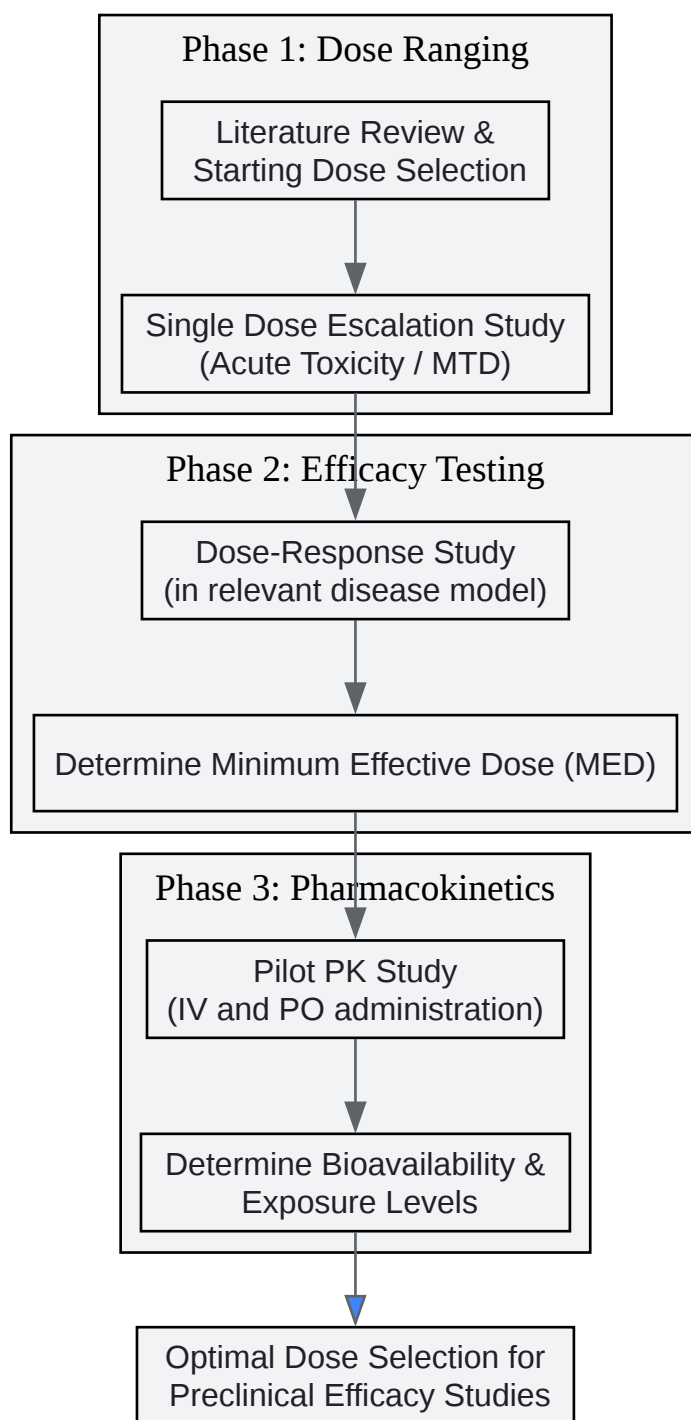 Phase 1: Dose Ranging
Literature Review &
Starting Dose Selection
Single Dose Escalation Study
(Acute Toxicity / MTD)
Phase 2: Efficacy Testing
Dose-Response Study
(in relevant disease model)
Determine Minimum Effective Dose (MED)
Phase 3: Pharmacokinetics
Pilot PK Study
(IV and PO administration)
Determine Bioavailability &
Exposure Levels
Optimal Dose Selection for
Preclinical Efficacy Studies